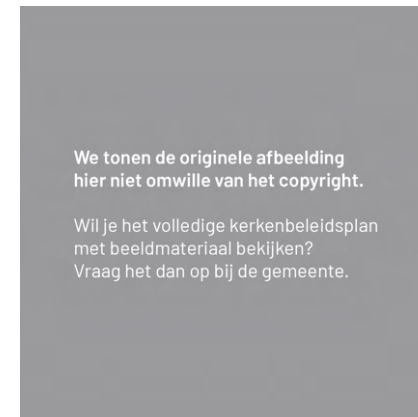 We tonen de originele afbeelding
hier niet omwille van het copyright.
Wil je het volledige kerkenbeleidsplan
met beeldmateriaal bekijken?
Vraag het dan op bij de gemeente.